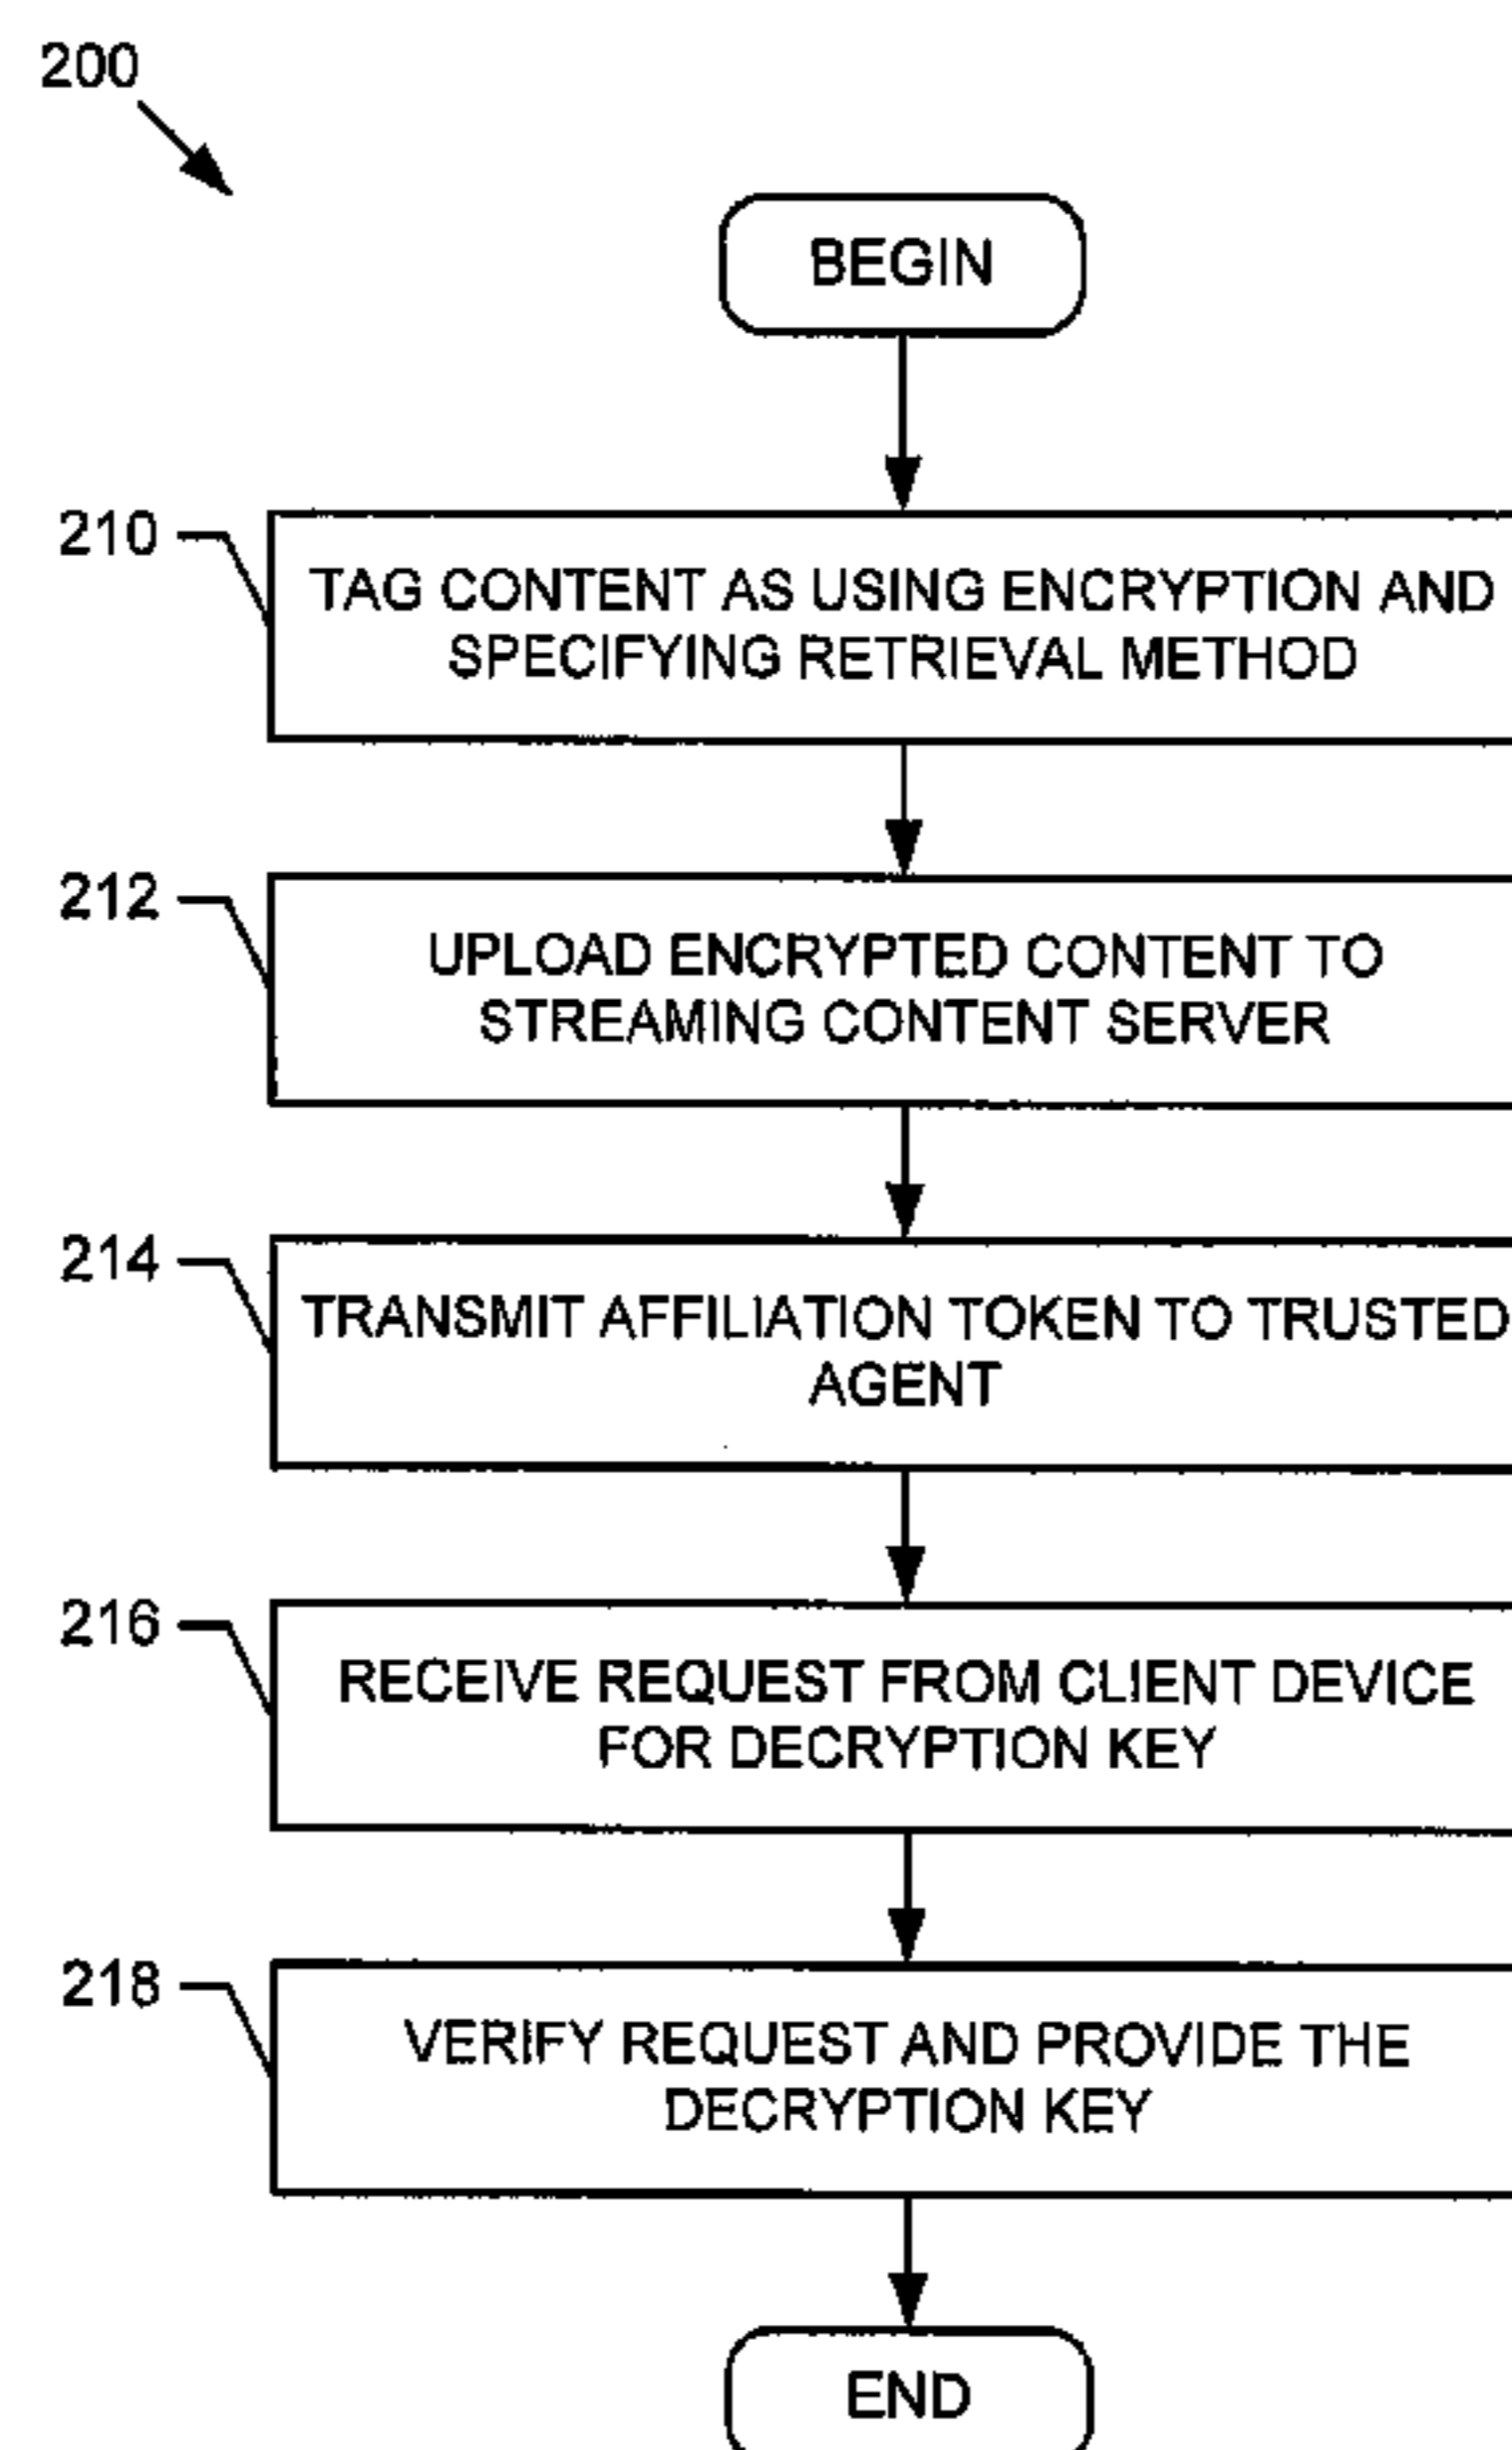 200
BEGIN
210
TAG CONTENT AS USING ENCRYPTION AND
SPECIFYING RETRIEVAL METHOD
212
UPLOAD ENCRYPTED CONTENT TO
STREAMING CONTENT SERVER
214
TRANSMIT AFFILIATION TOKEN TO TRUSTED
AGENT
216
RECEIVE REQUEST FROM CLIENT DEVICE
FOR DECRYPTION KEY
218
VERIFY REQUEST AND PROVIDE THE
DECRYPTION KEY
END